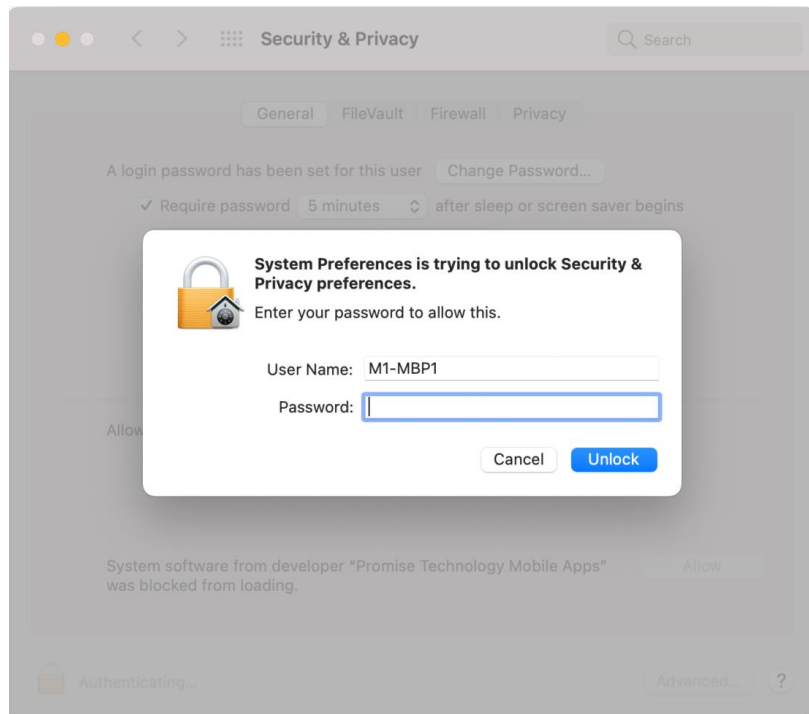 Security & Privacy
Search
General FileVault Firewall Privacy
A login password has been set for this user Change Password...
Require password 5 minutes after sleep or screen saver begins
System Preferences is trying to unlock Security &
Privacy preferences.
Enter your password to allow this.
User Name: M1-MBP1
Password:
Allow
Cancel Unlock
System software from developer "Promise Technology Mobile Apps" Allow
was blocked from loading.
Authenticating... Advanced... ?